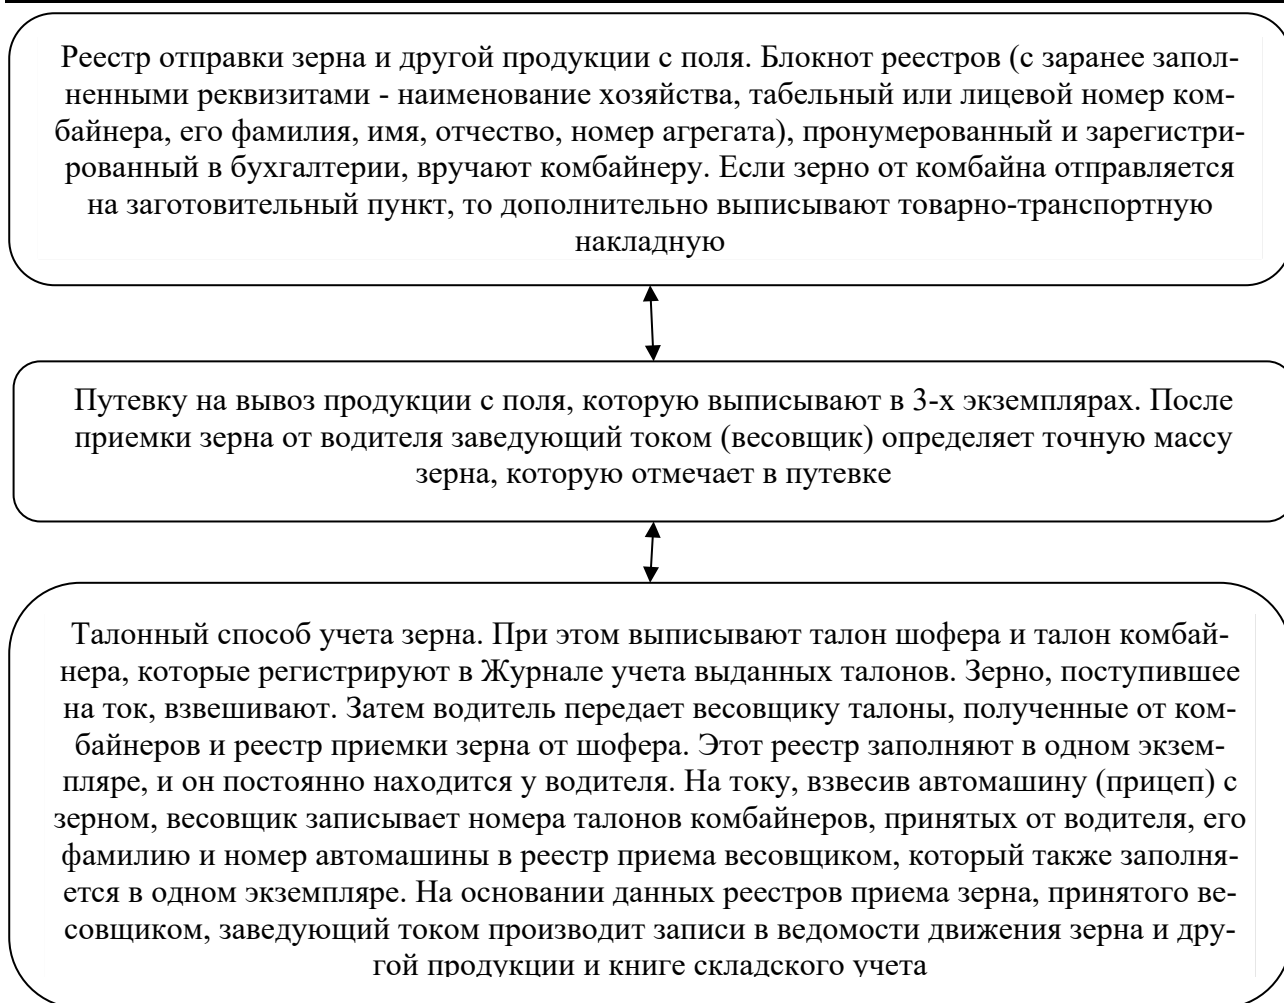 Реестр отправки зерна и другой продукции с поля. Блокнот реестров (с заранее запол-
ненными реквизитами - наименование хозяйства, табельный или лицевой номер ком-
байнера, его фамилия, имя, отчество, номер агрегата), пронумерованный и зарегистри-
рованный в бухгалтерии, вручают комбайнеру. Если зерно от комбайна отправляется
на заготовительный пункт, то дополнительно выписывают товарно-транспортную
накладную
Путевку на вывоз продукции с поля, которую выписывают в 3-х экземплярах. После
приемки зерна от водителя заведующий током (весовщик) определяет точную массу
зерна, которую отмечает в путевке
Талонный способ учета зерна. При этом выписывают талон шофера и талон комбай-
нера, которые регистрируют в Журнале учета выданных талонов. Зерно, поступившее
на ток, взвешивают. Затем водитель передает весовщику талоны, полученные от ком-
байнеров и реестр приемки зерна от шофера. Этот реестр заполняют в одном экзем-
пляре, и он постоянно находится у водителя. На току, взвесив автомашину (прицеп) с
зерном, весовщик записывает номера талонов комбайнеров, принятых от водителя, его
фамилию и номер автомашины в реестр приема весовщиком, который также заполня-
ется в одном экземпляре. На основании данных реестров приема зерна, принятого ве-
совщиком, заведующий током производит записи в ведомости движения зерна и дру-
гой продукции и книге складского учета